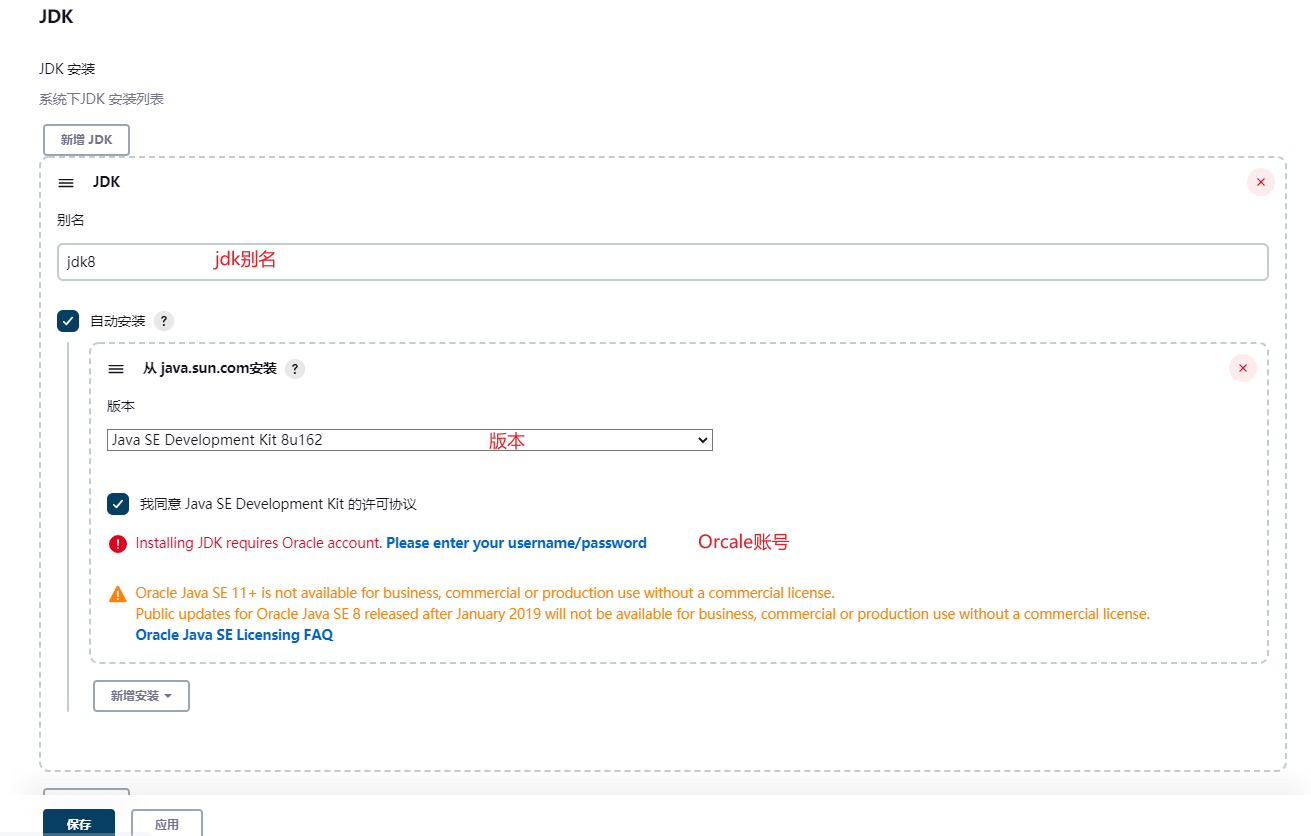 JDK
JDK 安装
系统下JDK 安装列表
新增 JDK
JDK
别名
jdk8 jdk别名
自动安装 ?
从 java.sun.com安装 ?
版本
Java SE Development Kit 8u162 版本
我同意 Java SE Development Kit 的许可协议
Installing JDK requires Oracle account. Please enter your username/password Orcale账号
Oracle Java SE 11+ is not available for business, commercial or production use without a commercial license.
Public updates for Oracle Java SE 8 released after January 2019 will not be available for business, commercial or production use without a commercial license.
Oracle Java SE Licensing FAQ
新增安装
保存 应用